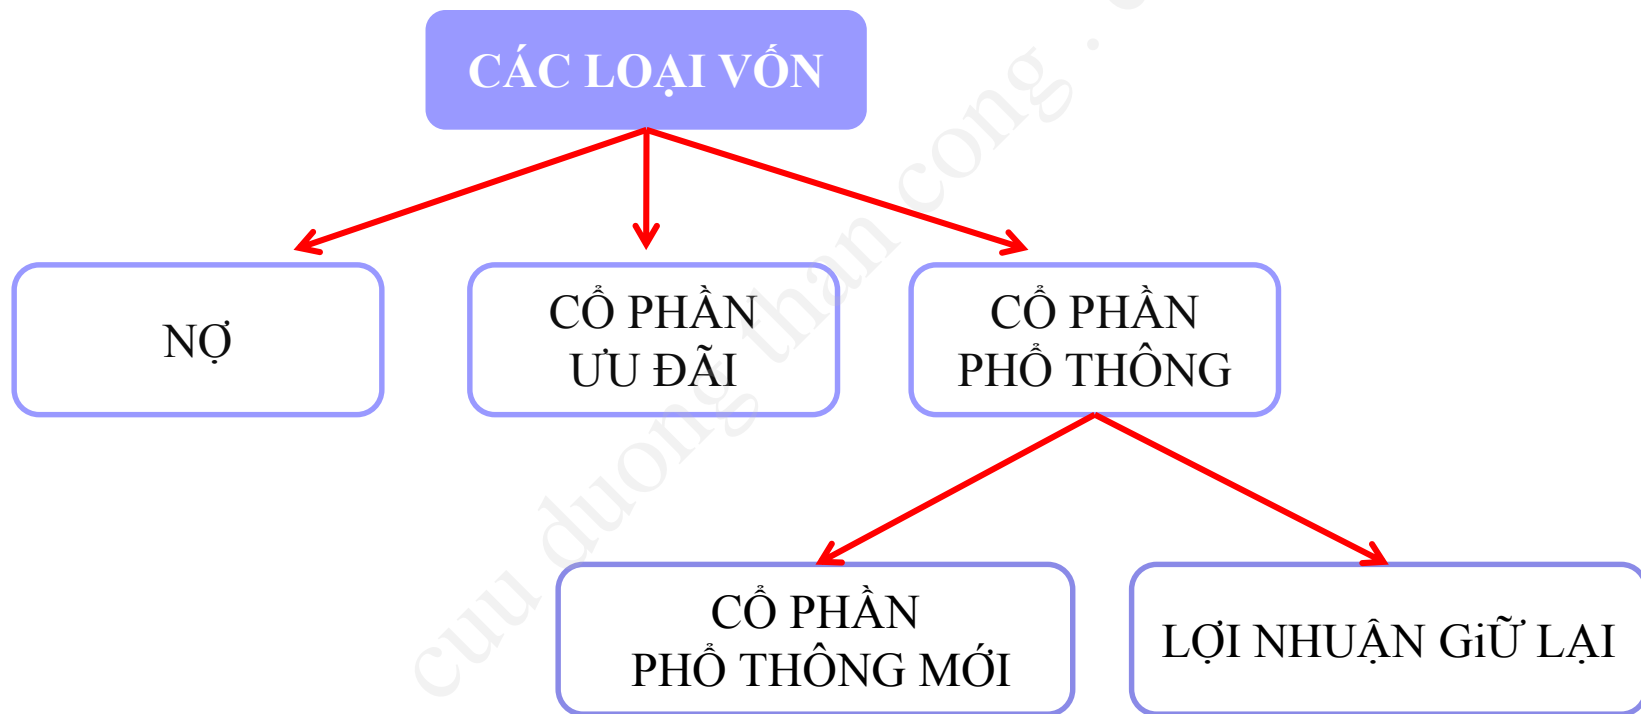 CÁC LOẠI VỐN
NỢ
CỔ PHẦN
ƯU ĐÃI
CỔ PHẦN
PHỔ THÔNG
CỔ PHẦN
PHỔ THÔNG MỚI
LỢI NHUẬN GiỮ LẠI
cuu duong than cong .